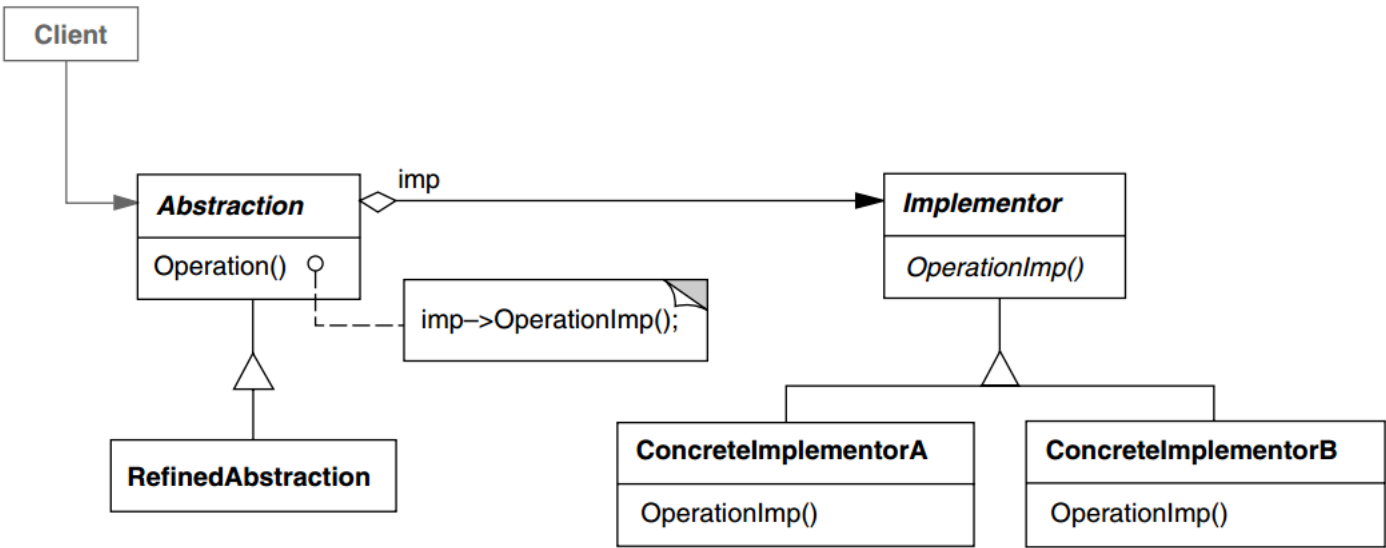 Client
imp
Abstraction
Implementor
Operation()
OperationImp()
imp–>OperationImp();
ConcreteImplementorA
ConcreteImplementorB
RefinedAbstraction
OperationImp()
OperationImp()